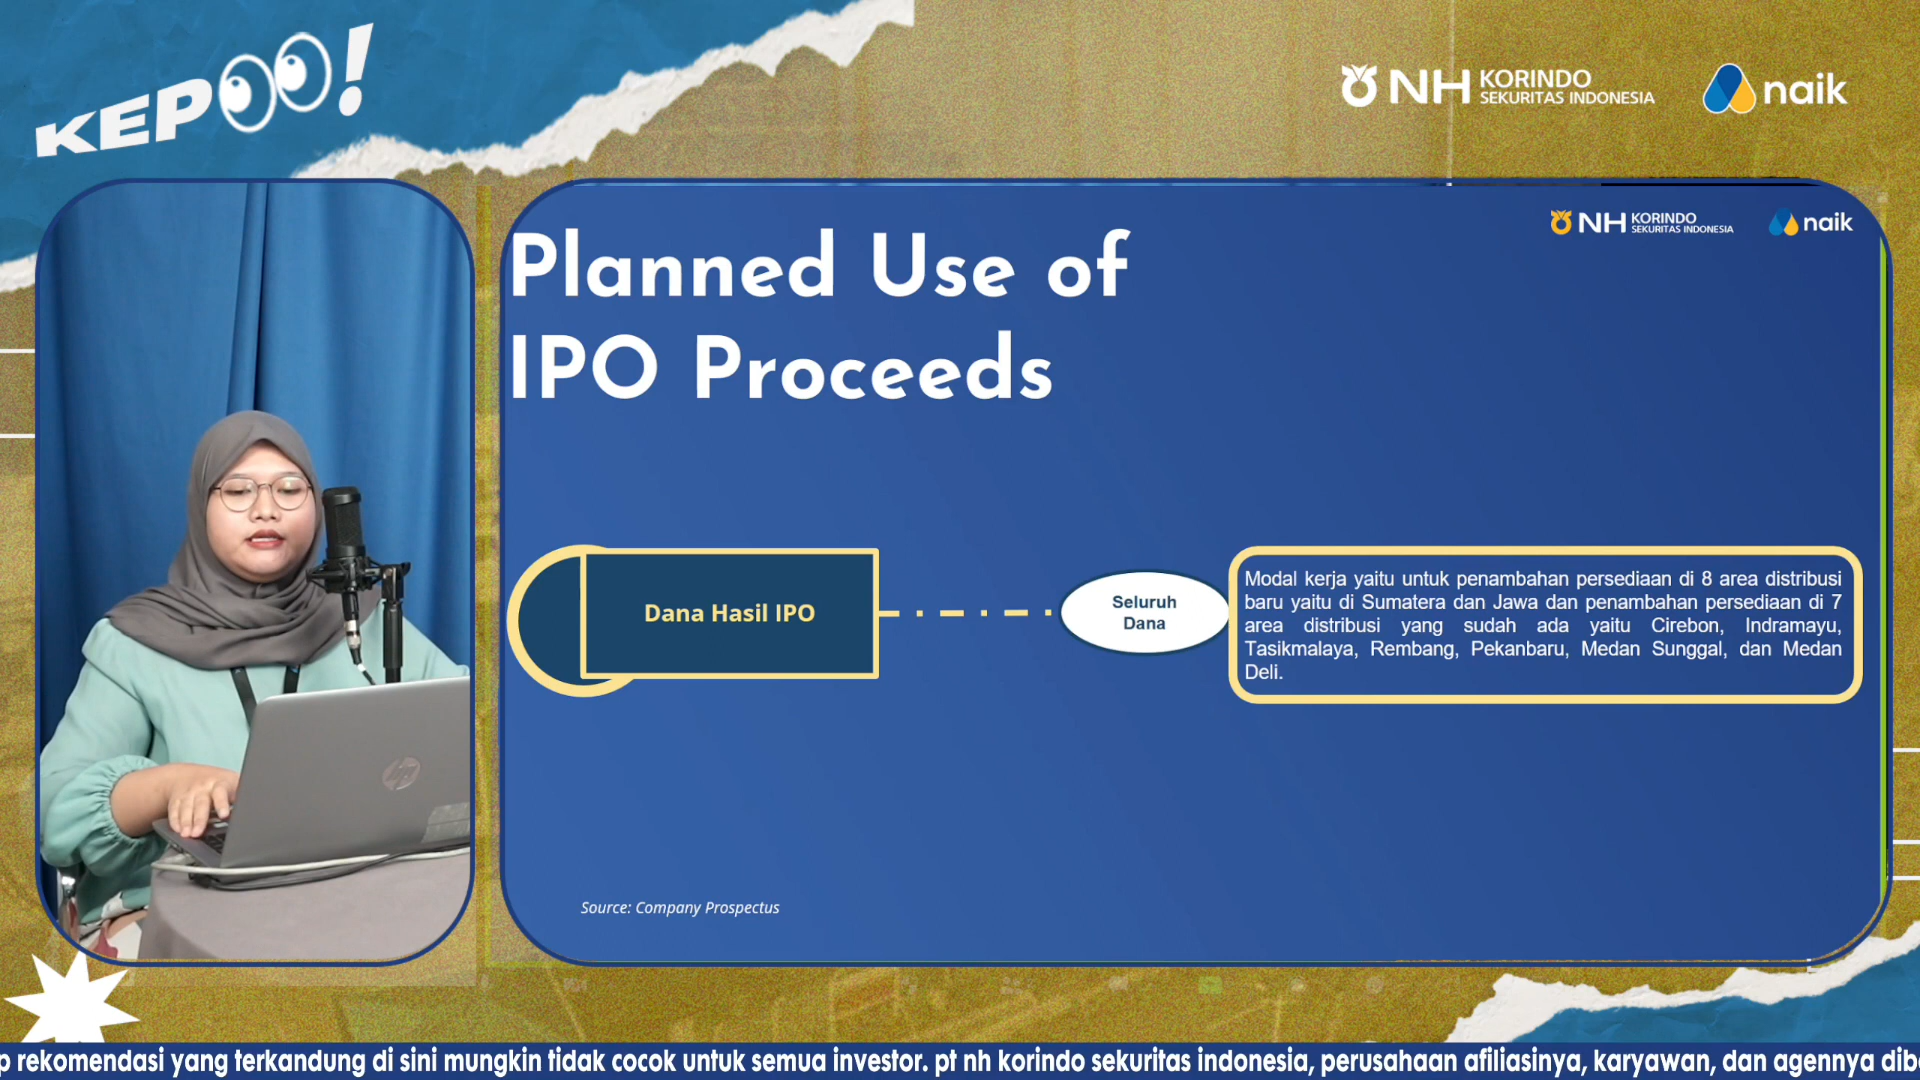 KEPOO!
NH KORINDO SEKURITAS INDONESIA
naik
NH KORINDO SEKURITAS INDONESIA
naik
Planned Use of
IPO Proceeds
Dana Hasil IPO
Seluruh
Dana
Modal kerja yaitu untuk penambahan persediaan di 8 area distribusi
baru yaitu di Sumatera dan Jawa dan penambahan persediaan di 7
area distribusi yang sudah ada yaitu Cirebon, Indramayu,
Tasikmalaya, Rembang, Pekanbaru, Medan Sunggal, dan Medan
Deli.
hp
Source: Company Prospectus
rekomendasi yang terkandung di sini mungkin tidak cocok untuk semua investor. pt nh korindo sekuritas indonesia, perusahaan afiliasinya, karyawan, dan agennya